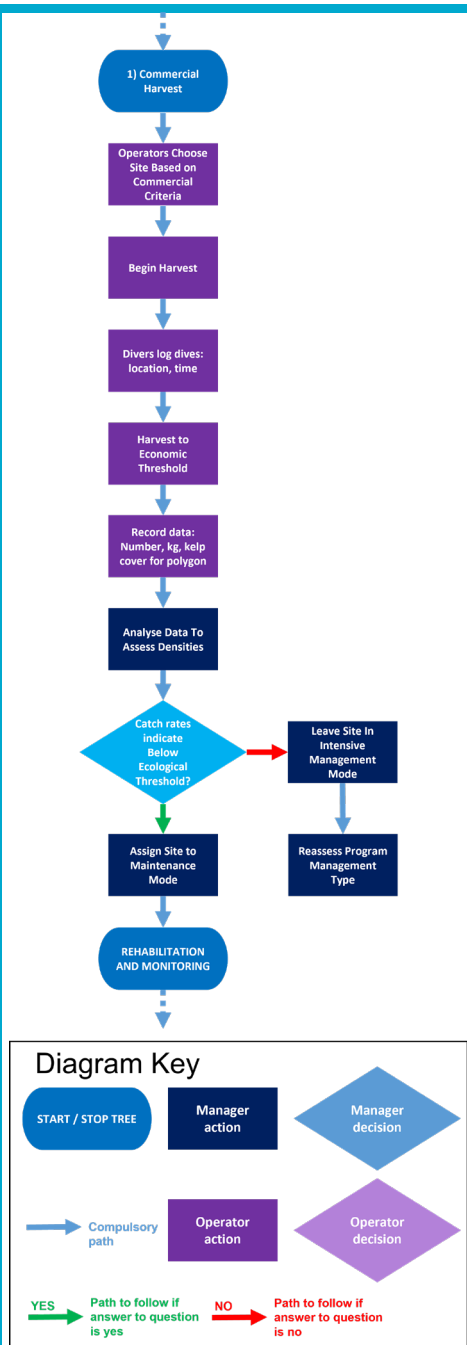 1) Commercial
Harvest
Operators Choose
Site Based on
Commercial
Criteria
Begin Harvest
Divers log dives:
location, time
Harvest to
Economic
Threshold
Record data:
Number, kg, kelp
cover for polygon
Analyse Data To
Assess Densities
Catch rates
indicate
Below
Ecological
Threshold?
Leave Site In
Intensive
Management
Mode
Assign Site to
Maintenance
Mode
Reassess Program
Management
Type
REHABILITATION
AND MONITORING
Diagram Key
START / STOP TREE
Manager
action
Manager
decision
Compulsory
path
Operator
action
Operator
decision
YES
Path to follow if
answer to question
is yes
NO
Path to follow if
answer to question
is no